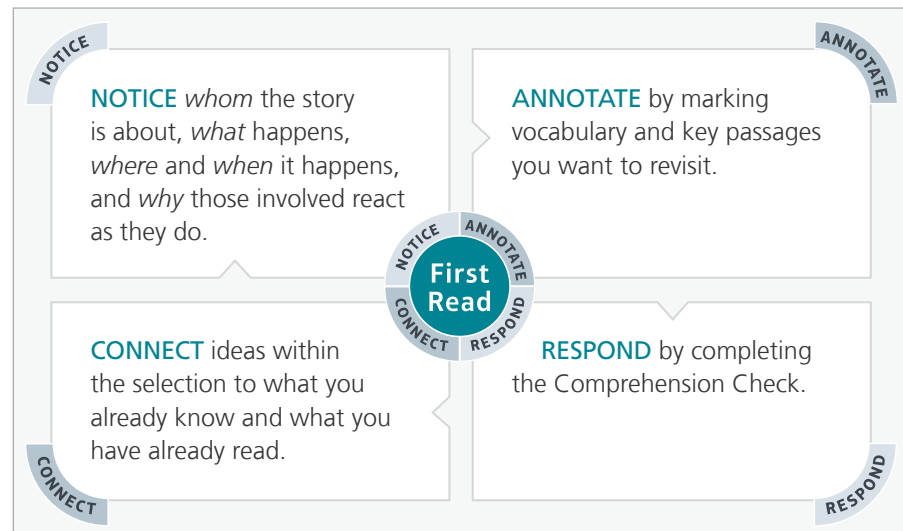 NOTICE
NOTICE whom the story
is about, what happens,
where and when it happens,
and why those involved react
as they do.
ANNOTATE
ANNOTATE by marking
vocabulary and key passages
you want to revisit.
NOTICE
ANNOTATE
First
Read
CONNECT
RESPOND
CONNECT ideas within
the selection to what you
already know and what you
have already read.
CONNECT
RESPOND by completing
the Comprehension Check.
RESPOND